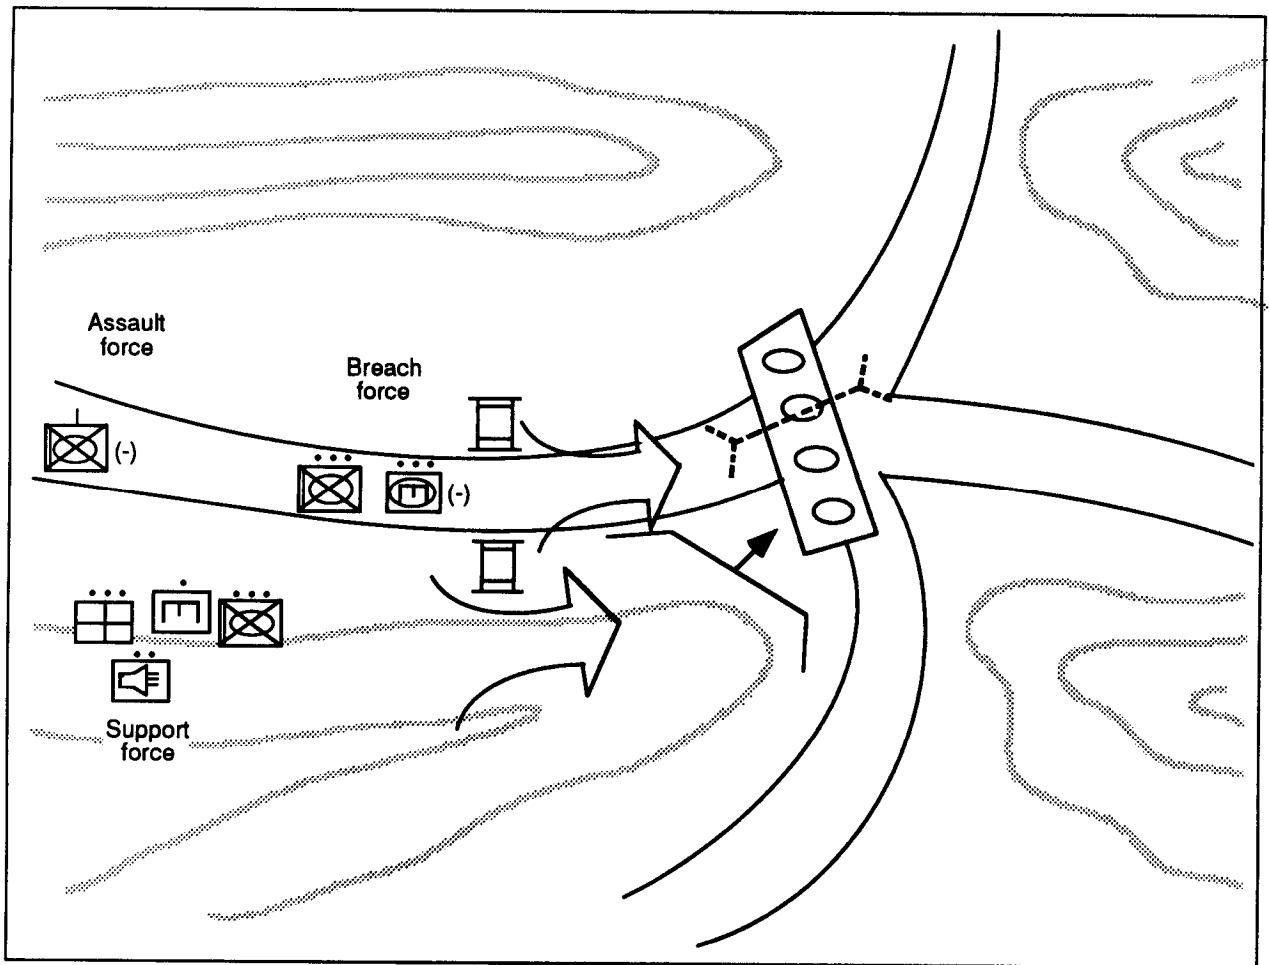 Assault
force
Breach
force
(-)
(-)
Support
force